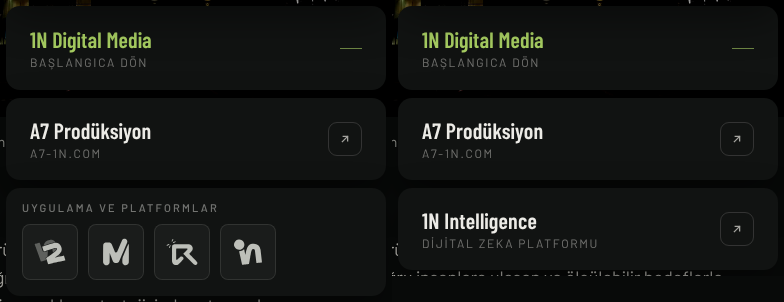 1N Digital Media
BAŞLANGICA DÖN
A7 Prodüksiyon
A7-1N.COM
UYGULAMA VE PLATFORMLAR
1N Digital Media
BAŞLANGICA DÖN
A7 Prodüksiyon
A7-1N.COM
1N Intelligence
DİJİTAL ZEKA PLATFORMU